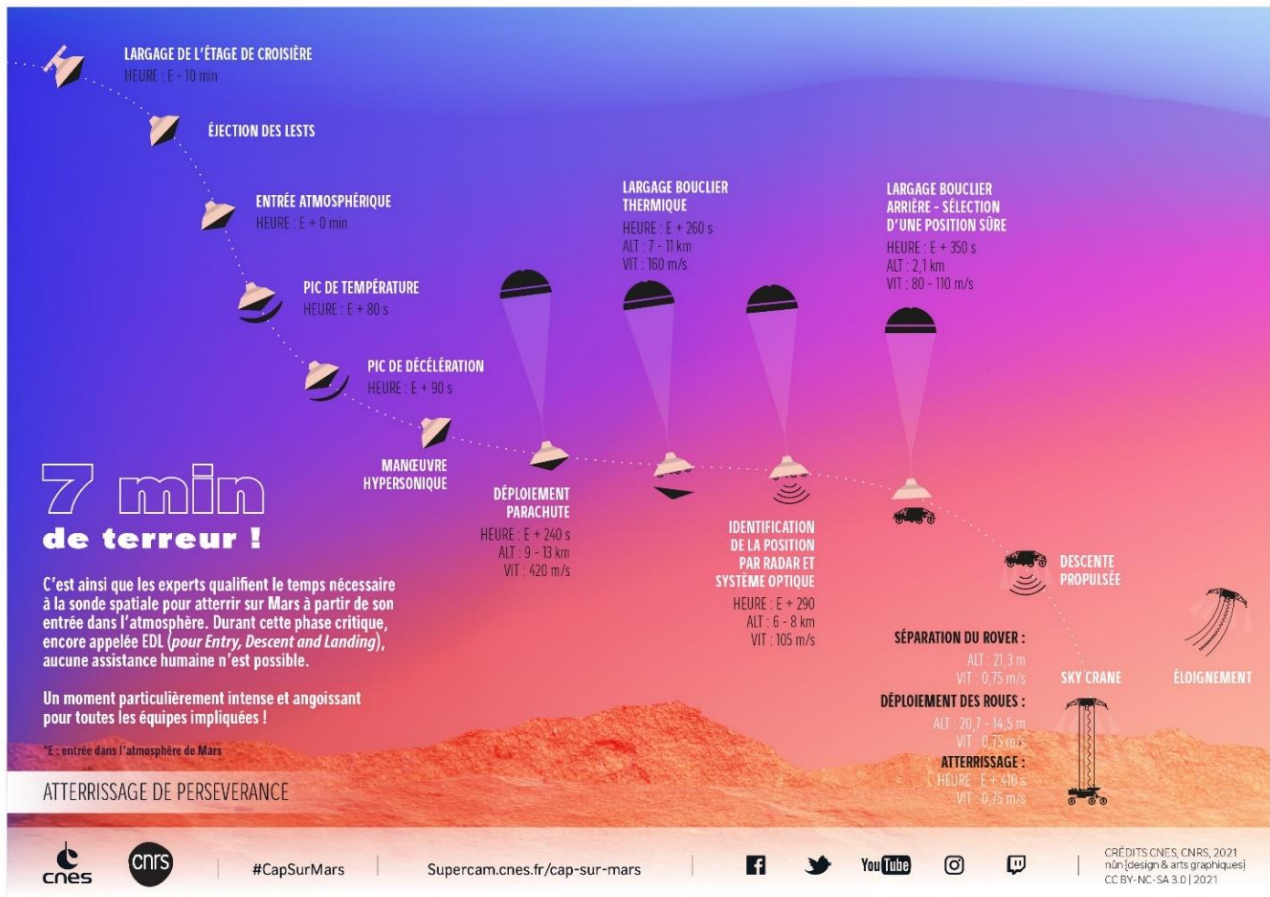 LARGAGE DE L'ÉTAGE DE CROISIÈRE
HEURE : E - 10 min
ÉJECTION DES LESTS
ENTRÉE ATMOSPHÉRIQUE
HEURE : E + 0 min
PIC DE TEMPÉRATURE
HEURE : E + 80 s
PIC DE DÉCÉLÉRATION
HEURE : E + 90 s
MANŒUVRE
HYPERSONIQUE
DÉPLOIEMENT
PARACHUTE
HEURE : E + 240 s
ALT : 9 - 13 km
VIT : 420 m/s
LARGAGE BOUCLIER
THERMIQUE
HEURE : E + 260 s
ALT : 7 - 11 km
VIT : 160 m/s
IDENTIFICATION
DE LA POSITION
PAR RADAR ET
SYSTÈME OPTIQUE
HEURE : E + 290
ALT : 6 - 8 km
VIT : 105 m/s
LARGAGE BOUCLIER
ARRIÈRE - SÉLECTION
D'UNE POSITION SÛRE
HEURE : E + 350 s
ALT : 2,1 km
VIT : 80 - 110 m/s
DESCENTE
PROPULSÉE
SÉPARATION DU ROVER :
ALT : 21,3 m
VIT : 0,75 m/s
DÉPLOIEMENT DES ROUES :
ALT : 20,7 - 14,5 m
VIT : 0,75 m/s
ATTERRISSAGE :
HEURE : E + 410 s
VIT : 0,75 m/s
SKY CRANE
ÉLOIGNEMENT
7 min
de terreur !
C'est ainsi que les experts qualifient le temps nécessaire
à la sonde spatiale pour atterrir sur Mars à partir de son
entrée dans l'atmosphère. Durant cette phase critique,
encore appelée EDL (pour Entry, Descent and Landing),
aucune assistance humaine n'est possible.
Un moment particulièrement intense et angoissant
pour toutes les équipes impliquées !
*E : entrée dans l'atmosphère de Mars
ATTERRISSAGE DE PERSEVERANCE
cnes
cnrs
#CapSurMars
Supercam.cnes.fr/cap-sur-mars
YouTube
CRÉDITS CNES, CNRS, 2021
nūn {design & arts graphiques}
CC BY-NC-SA 3.0 | 2021